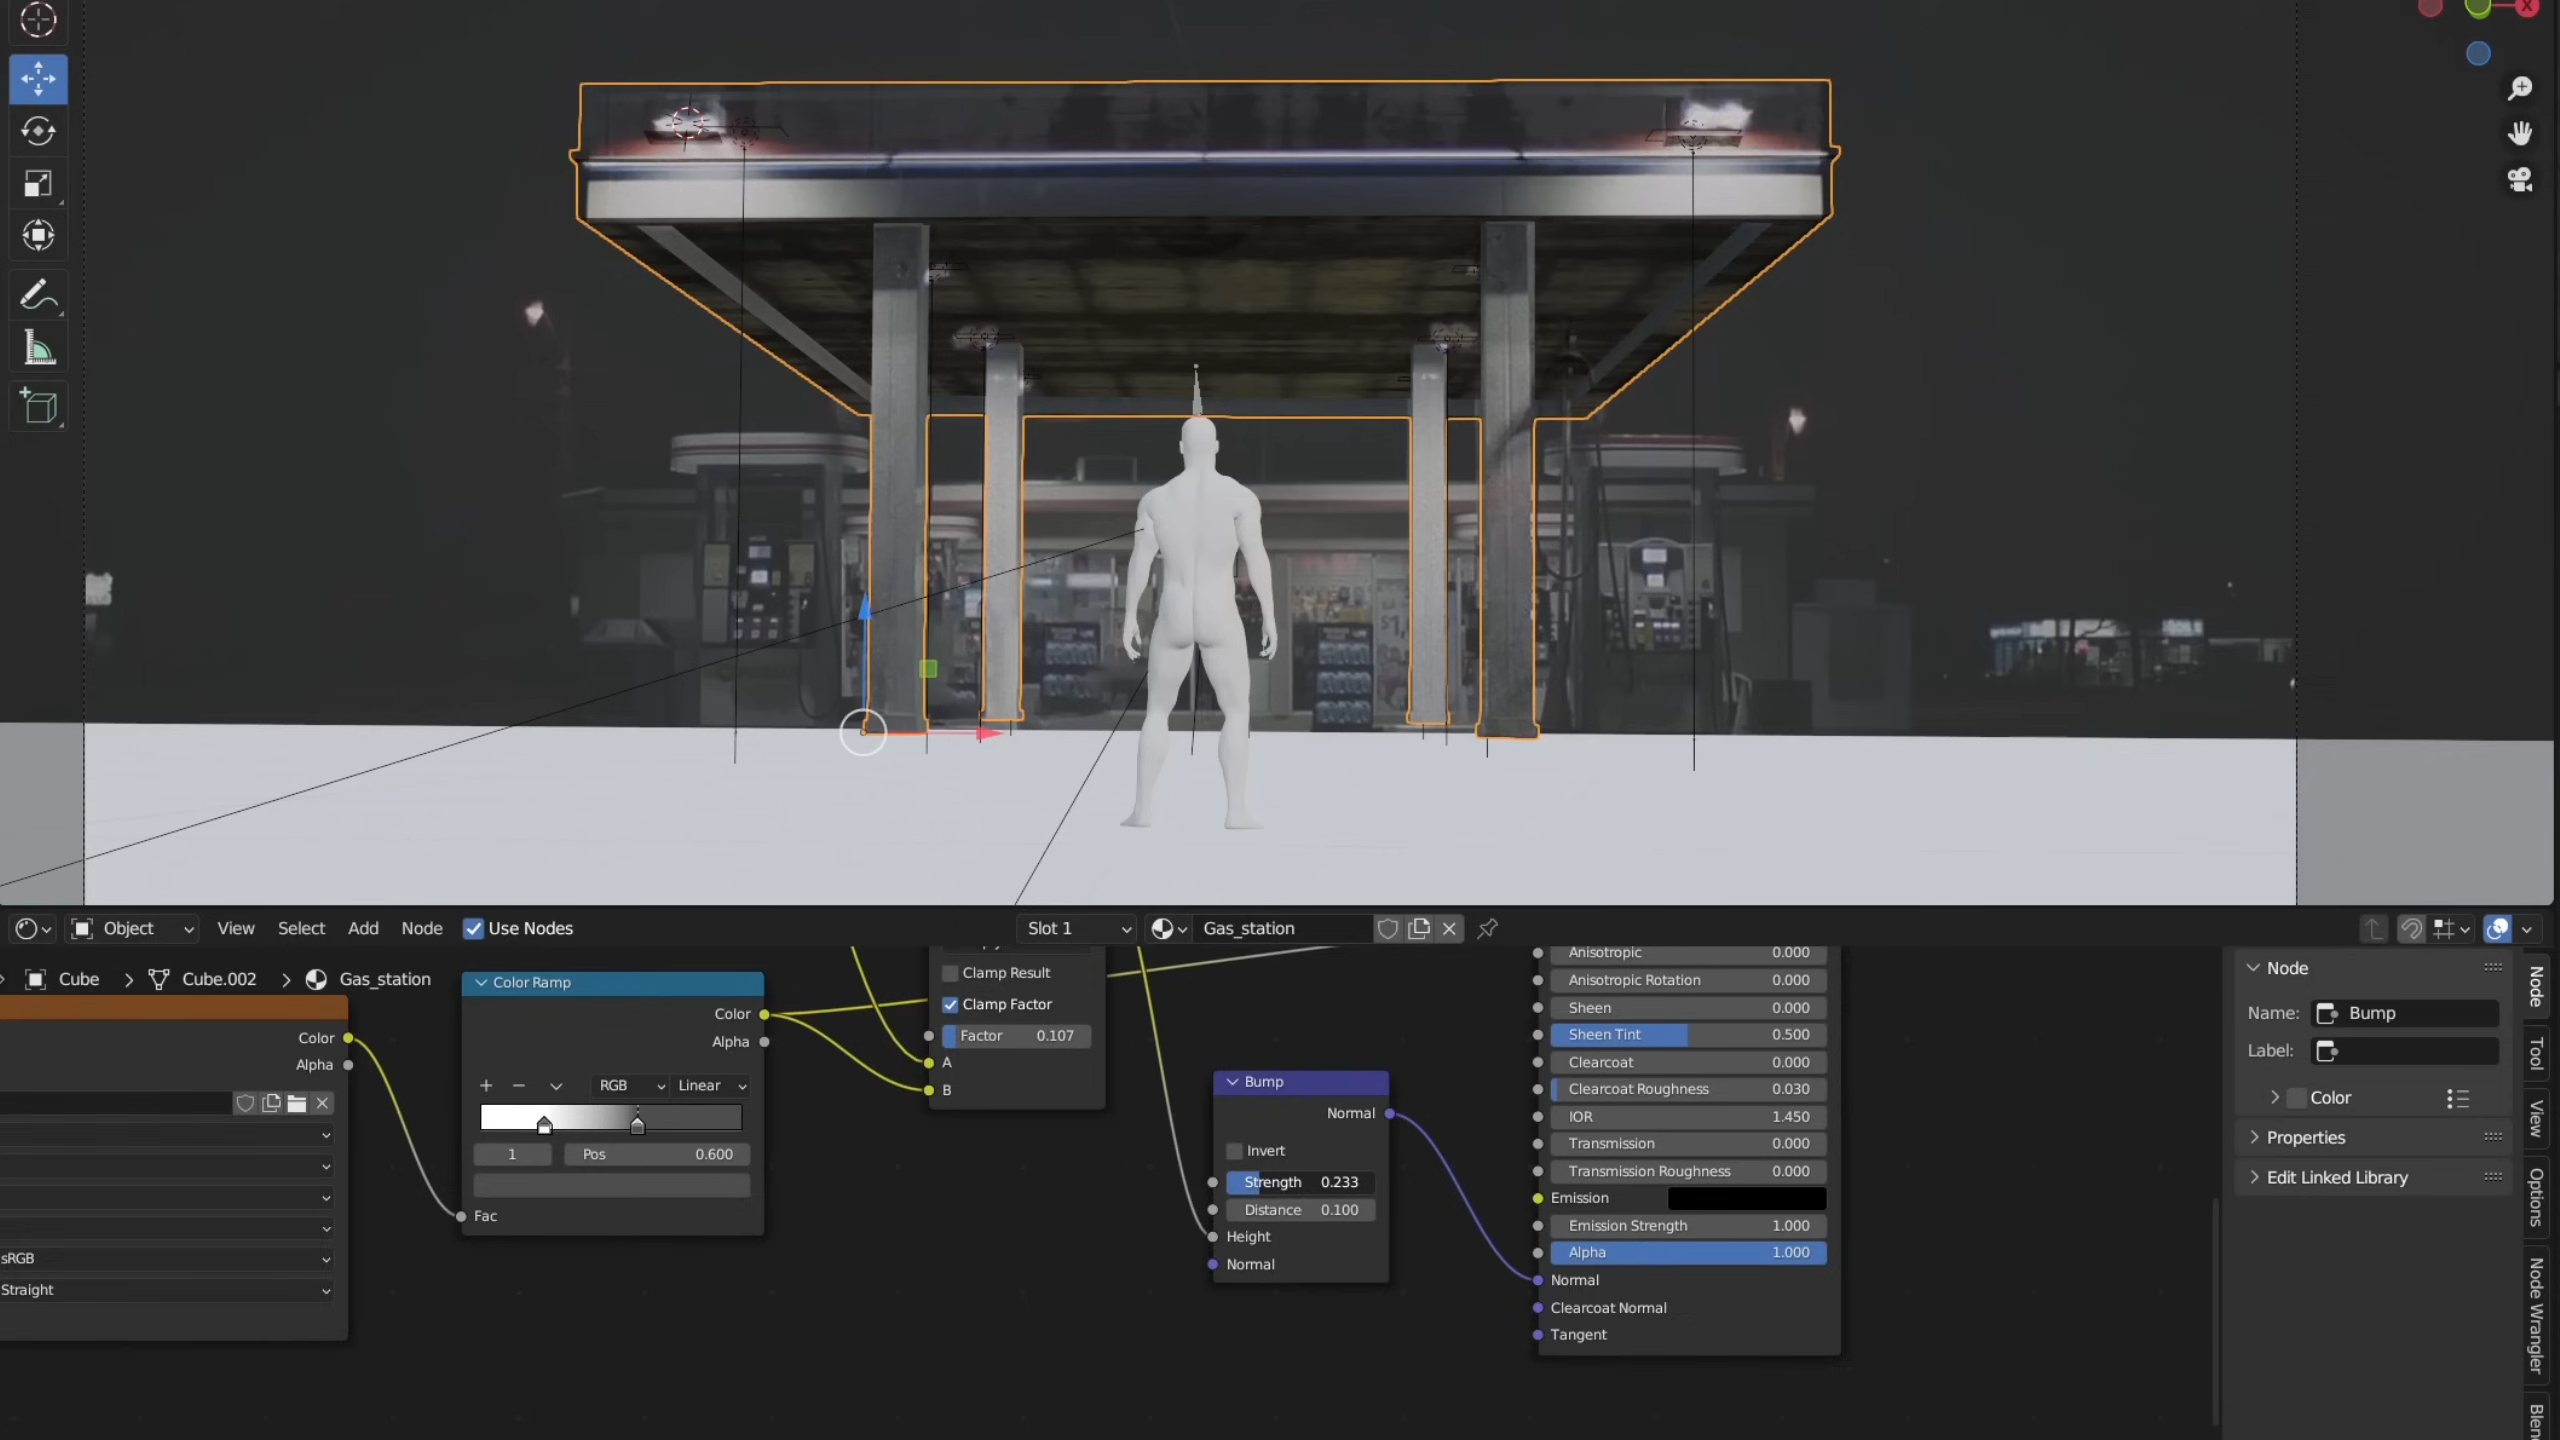 X
$1
Object
View
Select
Add
Node
Use Nodes
Slot 1
Gas_station
Cube
Cube.002
Gas_station
Color
Alpha
sRGB
Straight
Color Ramp
Color
Alpha
RGB
Linear
1
Pos 0.600
Fac
Clamp Result
Clamp Factor
Factor 0.107
A
B
Bump
Normal
Invert
Strength 0.233
Distance 0.100
Height
Normal
Anisotropic 0.000
Anisotropic Rotation 0.000
Sheen 0.000
Sheen Tint 0.500
Clearcoat 0.000
Clearcoat Roughness 0.030
IOR 1.450
Transmission 0.000
Transmission Roughness 0.000
Emission
Emission Strength 1.000
Alpha 1.000
Normal
Clearcoat Normal
Tangent
Node
Name: Bump
Label:
Color
Properties
Edit Linked Library
Node
Tool
View
Options
Node Wrangler
Blen